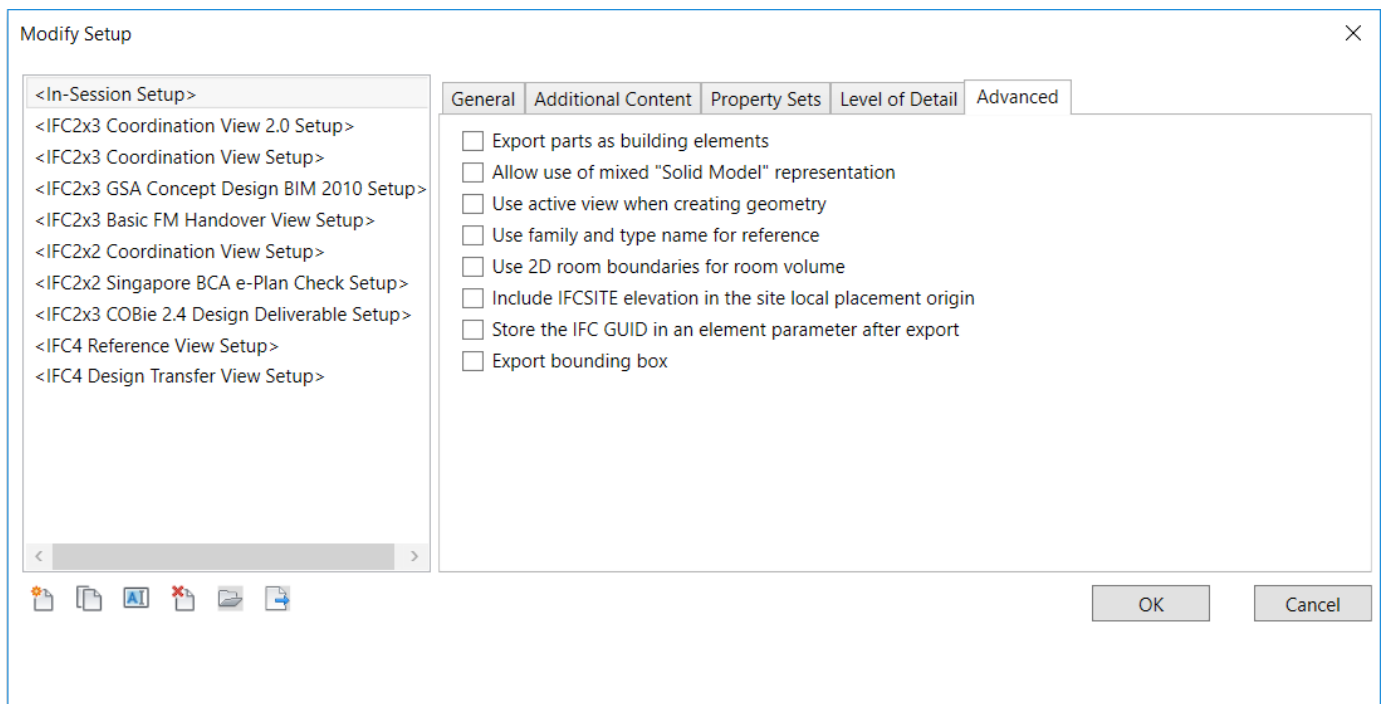 Modify Setup
<In-Session Setup>
<IFC2x3 Coordination View 2.0 Setup>
<IFC2x3 Coordination View Setup>
<IFC2x3 GSA Concept Design BIM 2010 Setup>
<IFC2x3 Basic FM Handover View Setup>
<IFC2x2 Coordination View Setup>
<IFC2x2 Singapore BCA e-Plan Check Setup>
<IFC2x3 COBie 2.4 Design Deliverable Setup>
<IFC4 Reference View Setup>
<IFC4 Design Transfer View Setup>
General Additional Content Property Sets Level of Detail Advanced
Export parts as building elements
Allow use of mixed "Solid Model" representation
Use active view when creating geometry
Use family and type name for reference
Use 2D room boundaries for room volume
Include IFCSITE elevation in the site local placement origin
Store the IFC GUID in an element parameter after export
Export bounding box
AI
OK Cancel